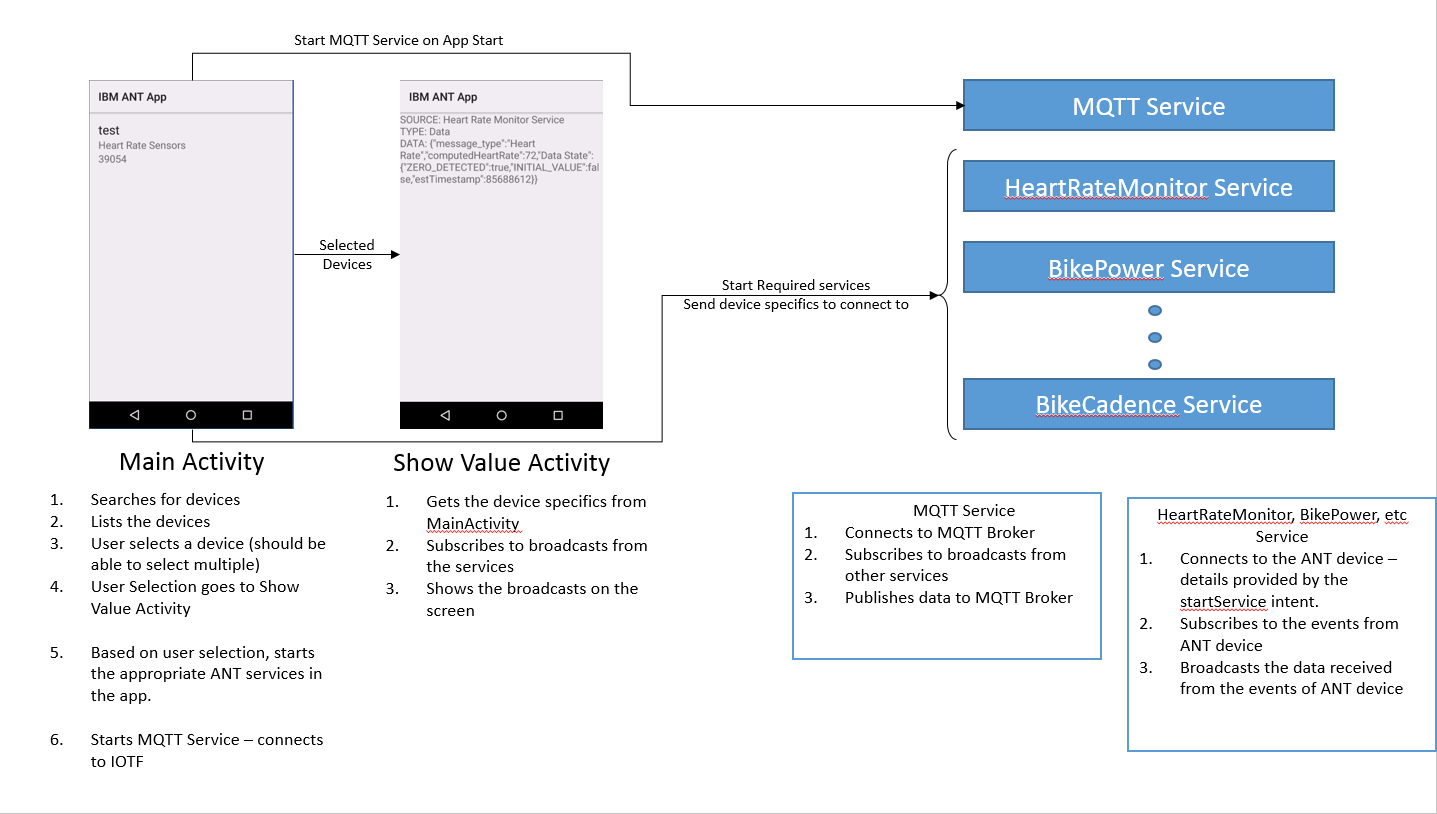 Start MQTT Service on App Start
IBM ANT App
test
Heart Rate Sensors
39054
Selected
Devices
IBM ANT App
SOURCE: Heart Rate Monitor Service
TYPE: Data
DATA: {"message_type":"Heart
Rate","computedHeartRate":72,"Data State":
{"ZERO_DETECTED":true,"INITIAL_VALUE":fal
se,"estTimestamp":85688612}}
Start Required services
Send device specifics to connect to
MQTT Service
HeartRateMonitor Service
BikePower Service
BikeCadence Service
Main Activity
1. Searches for devices
2. Lists the devices
3. User selects a device (should be
able to select multiple)
4. User Selection goes to Show
Value Activity
5. Based on user selection, starts
the appropriate ANT services in
the app.
6. Starts MQTT Service – connects
to IOTF
Show Value Activity
1. Gets the device specifics from
MainActivity
2. Subscribes to broadcasts from
the services
3. Shows the broadcasts on the
screen
MQTT Service
1. Connects to MQTT Broker
2. Subscribes to broadcasts from
other services
3. Publishes data to MQTT Broker
HeartRateMonitor, BikePower, etc
Service
1. Connects to the ANT device –
details provided by the
startService intent.
2. Subscribes to the events from
ANT device
3. Broadcasts the data received
from the events of ANT device